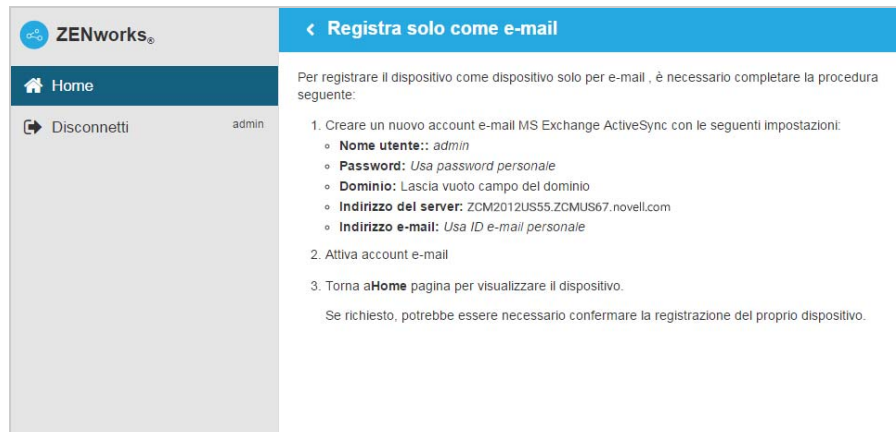 ZENworks®
Home
Disconnetti admin
‹ Registra solo come e-mail
Per registrare il dispositivo come dispositivo solo per e-mail , è necessario completare la procedura
seguente:
1. Creare un nuovo account e-mail MS Exchange ActiveSync con le seguenti impostazioni:
◦ Nome utente:: admin
◦ Password: Usa password personale
◦ Dominio: Lascia vuoto campo del dominio
◦ Indirizzo del server: ZCM2012US55.ZCMUS67.novell.com
◦ Indirizzo e-mail: Usa ID e-mail personale
2. Attiva account e-mail
3. Torna aHome pagina per visualizzare il dispositivo.
Se richiesto, potrebbe essere necessario confermare la registrazione del proprio dispositivo.